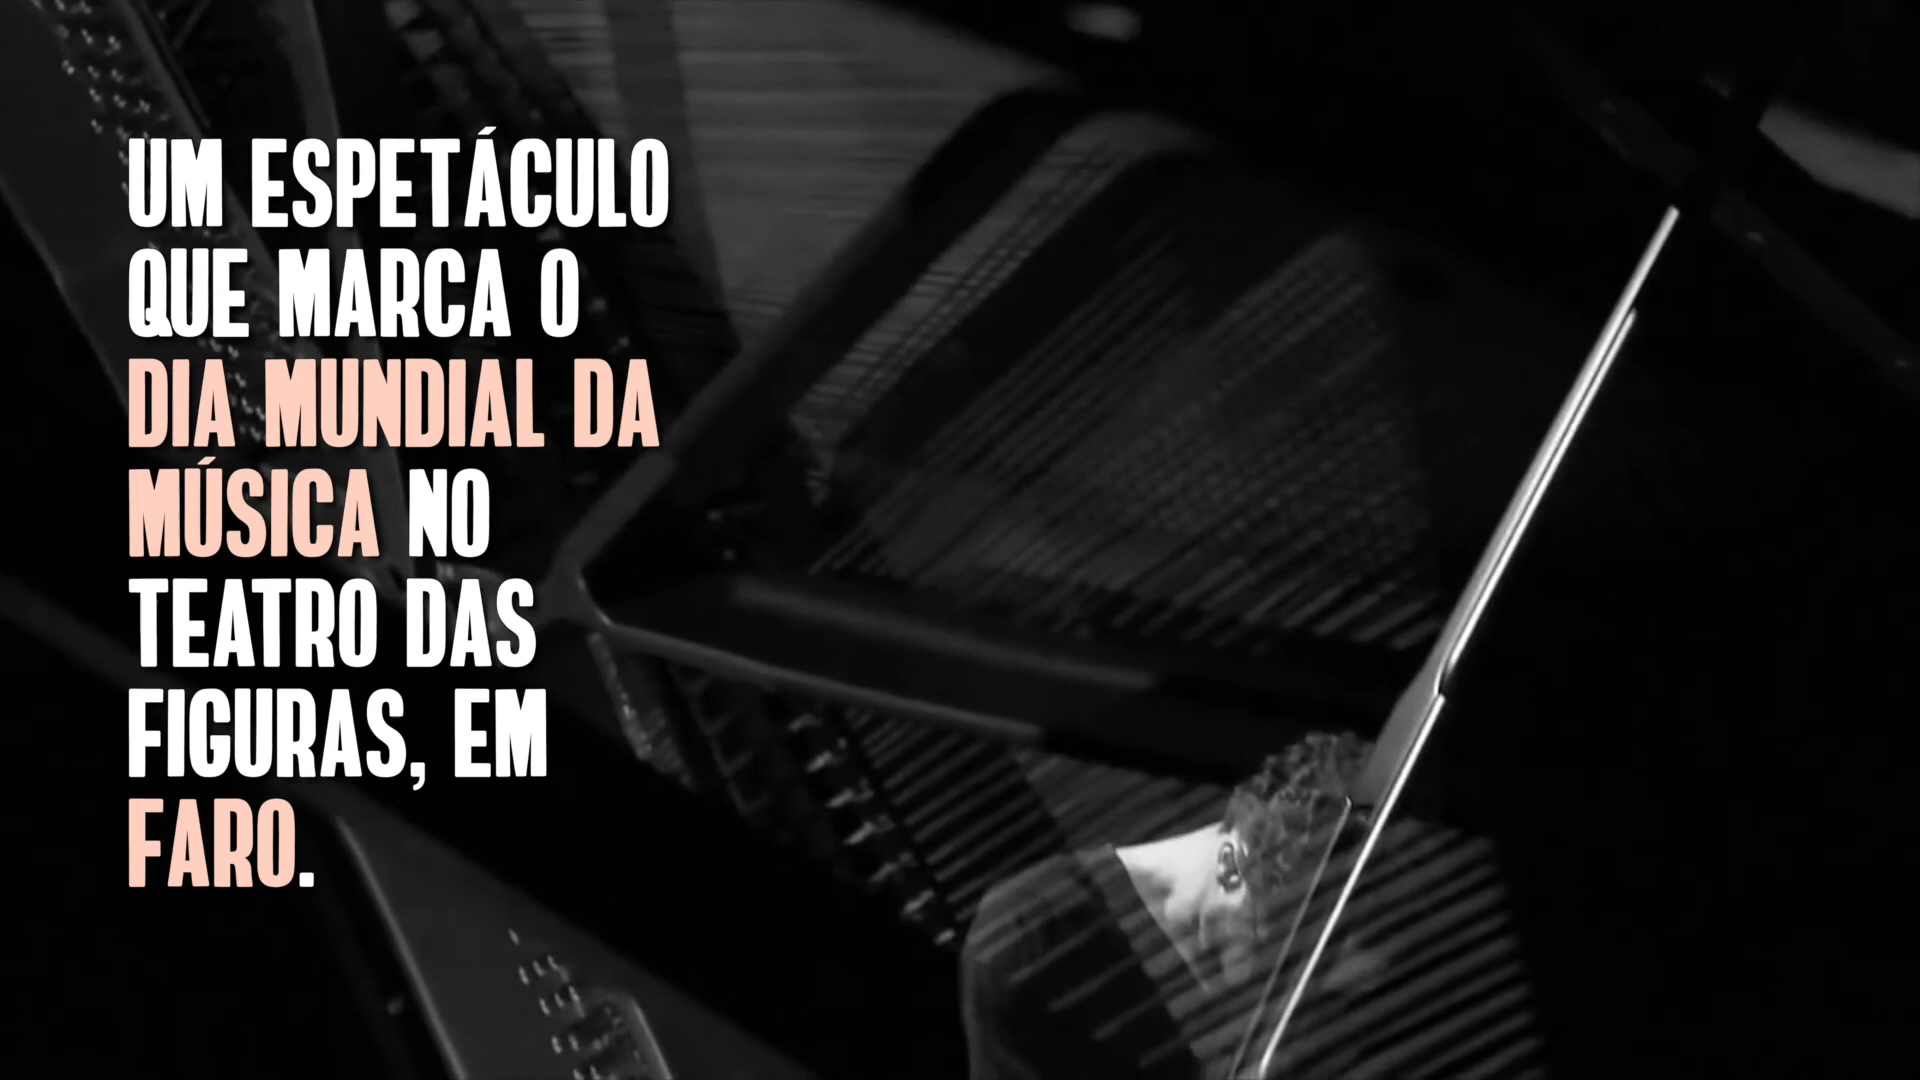 UM ESPETÁCULO
QUE MARCA O
DIA MUNDIAL DA
MÚSICA NO
TEATRO DAS
FIGURAS, EM
FARO.